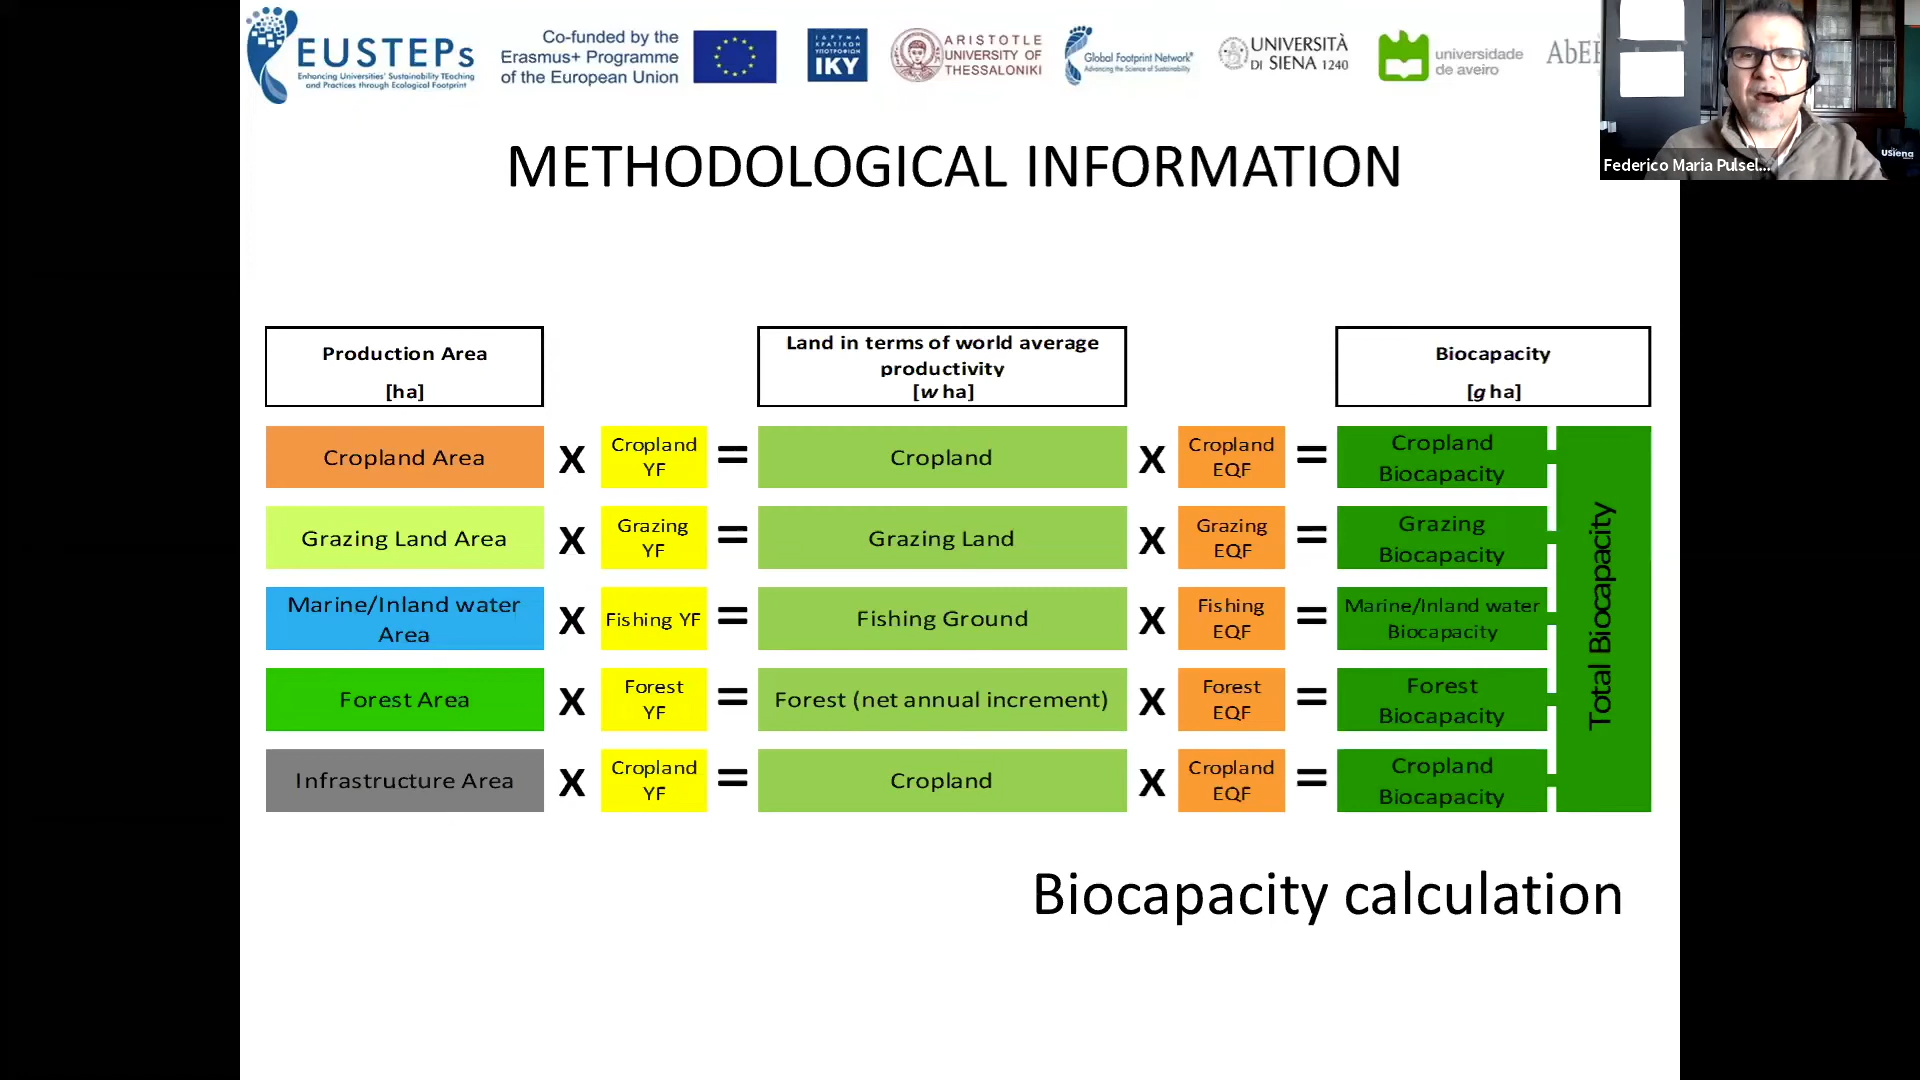 EUSTEPs
Enhancing Universities' Sustainability TEaching
and Practices through Ecological Footprint
Co-funded by the
Erasmus+ Programme
of the European Union
ΙΔΡΥΜΑ
ΚΡΑΤΙΚΩΝ
ΥΠΟΤΡΟΦΙΩΝ
IKY
ARISTOTLE
UNIVERSITY OF
THESSALONIKI
Global Footprint Network®
Advancing the Science of Sustainability
UNIVERSITÀ
DI SIENA 1240
universidade
de aveiro
Federico Maria Pulsel...
usiena
METHODOLOGICAL INFORMATION
Production Area
[ha]
Land in terms of world average
productivity
[w ha]
Biocapacity
[g ha]
Cropland Area
x
Cropland
YF
=
Cropland
x
Cropland
EQF
=
Cropland
Biocapacity
Grazing Land Area
x
Grazing
YF
=
Grazing Land
x
Grazing
EQF
=
Grazing
Biocapacity
Marine/Inland water
Area
x
Fishing YF
=
Fishing Ground
x
Fishing
EQF
=
Marine/Inland water
Biocapacity
Forest Area
x
Forest
YF
=
Forest (net annual increment)
x
Forest
EQF
=
Forest
Biocapacity
Infrastructure Area
x
Cropland
YF
=
Cropland
x
Cropland
EQF
=
Cropland
Biocapacity
Total Biocapacity
Biocapacity calculation